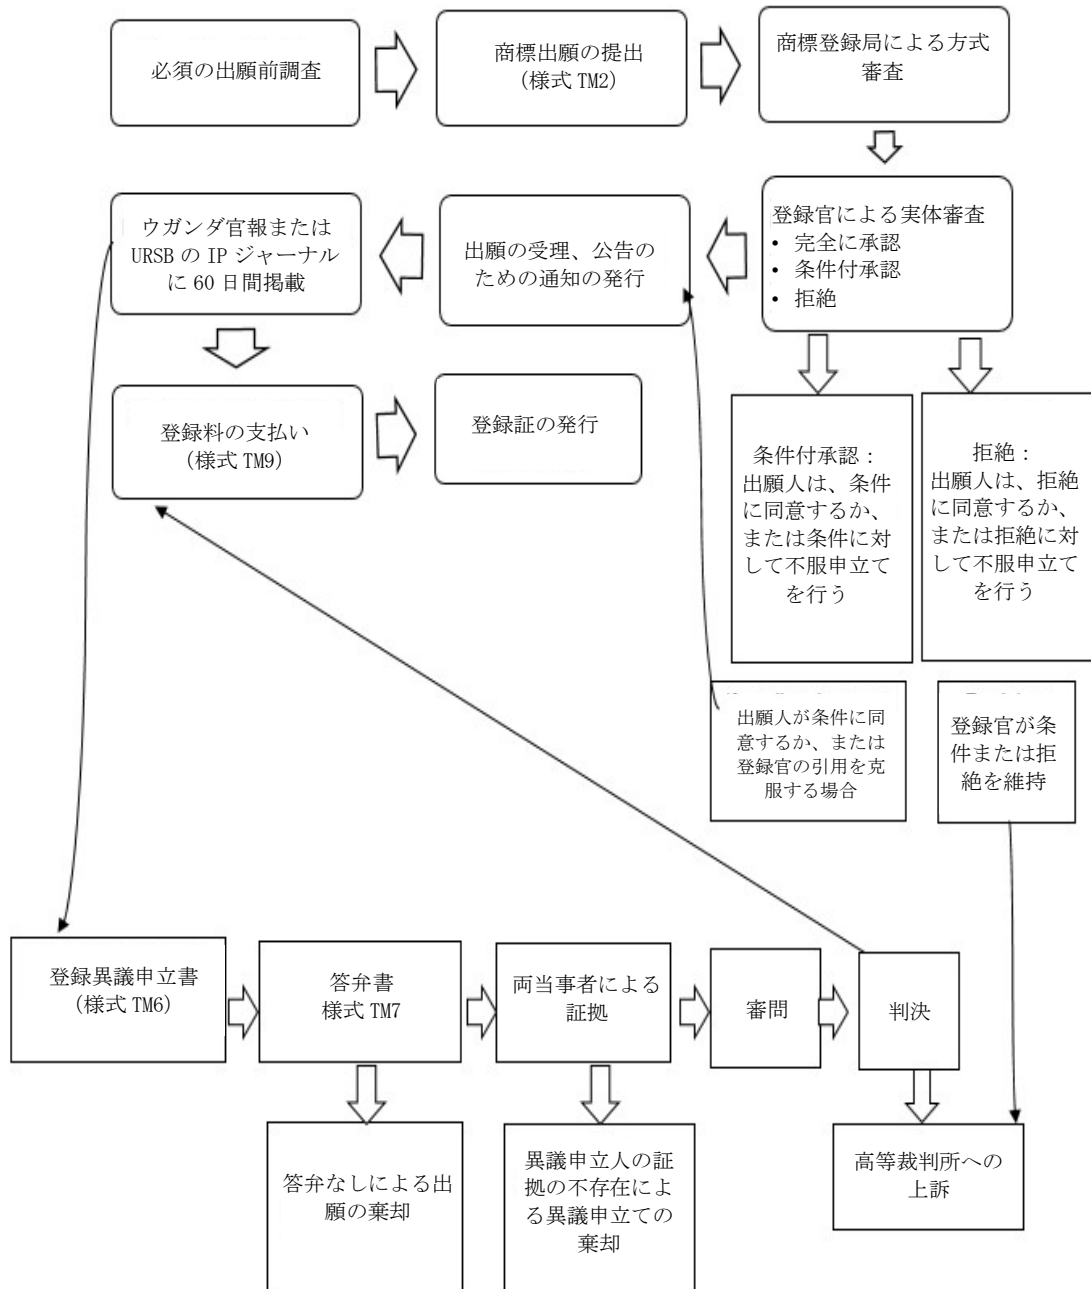 必須の出願前調査
商標出願の提出
(様式 TM2)
商標登録局による方式
審査
登録官による実体審査
• 完全に承認
• 条件付承認
• 拒絶
出願の受理、公告の
ための通知の発行
ウガンダ官報または
URSB の IP ジャーナル
に 60 日間掲載
登録料の支払い
(様式 TM9)
登録証の発行
条件付承認：
出願人は、条件
に同意するか、
または条件に対
して不服申立て
を行う
拒絶：
出願人は、拒絶
に同意するか、
または拒絶に対
して不服申立て
を行う
出願人が条件に同
意するか、または
登録官の引用を克
服する場合
登録官が条
件または拒
絶を維持
登録異議申立書
(様式 TM6)
答弁書
様式 TM7
両当事者による
証拠
審問
判決
答弁なしによる出
願の棄却
異議申立人の証
拠の不存在によ
る異議申立ての
棄却
高等裁判所への
上訴